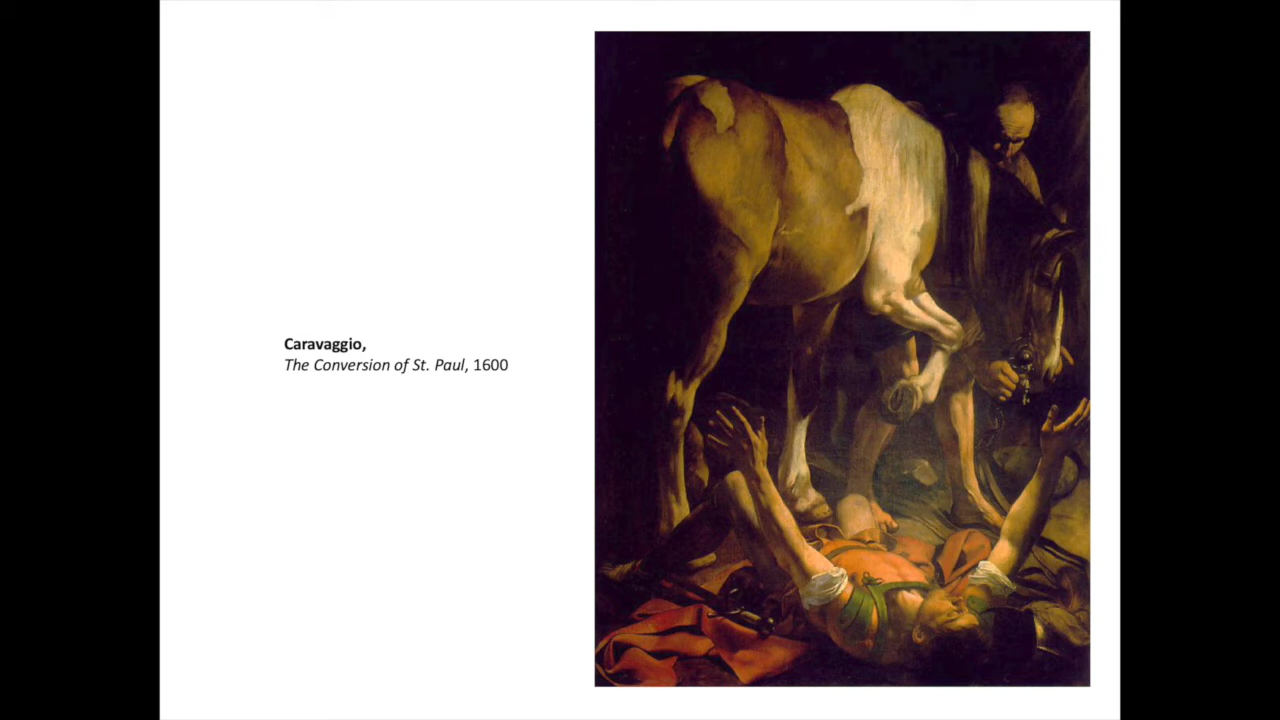 Caravaggio,
The Conversion of St. Paul, 1600